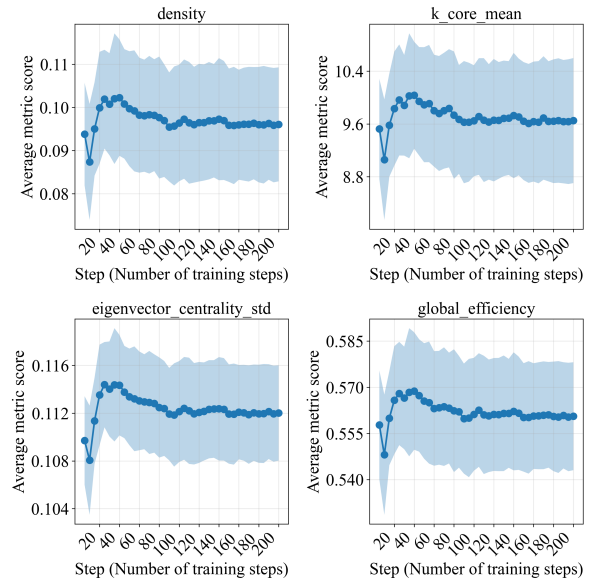 density
Average metric score
0.11
0.10
0.09
0.08
20 40 60 80 100 120 140 160 180 200
Step (Number of training steps)
k_core_mean
Average metric score
10.4
9.6
8.8
20 40 60 80 100 120 140 160 180 200
Step (Number of training steps)
eigenvector_centrality_std
Average metric score
0.116
0.112
0.108
0.104
20 40 60 80 100 120 140 160 180 200
Step (Number of training steps)
global_efficiency
Average metric score
0.585
0.570
0.555
0.540
20 40 60 80 100 120 140 160 180 200
Step (Number of training steps)